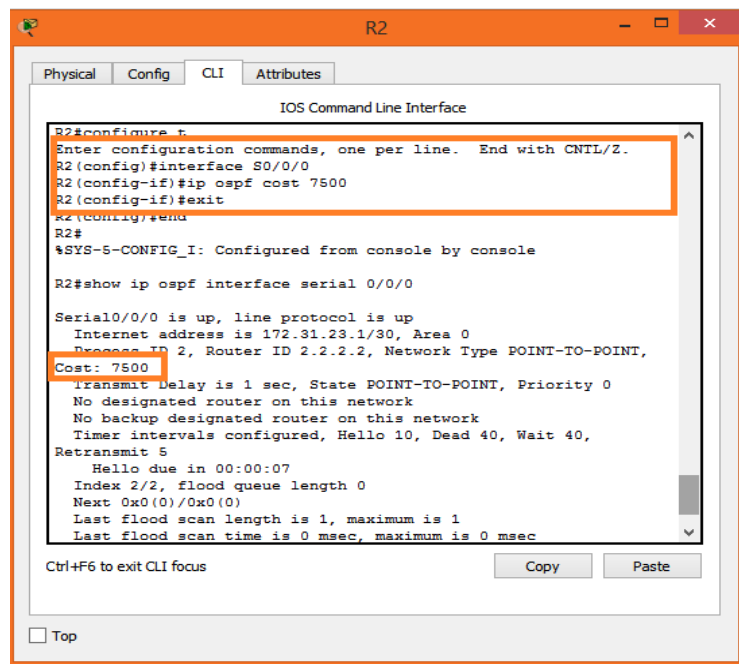 R2
Physical Config CLI Attributes
IOS Command Line Interface
R2#configure t
Enter configuration commands, one per line.  End with CNTL/Z.
R2(config)#interface S0/0/0
R2(config-if)#ip ospf cost 7500
R2(config-if)#exit
R2(config)#end
R2#
%SYS-5-CONFIG_I: Configured from console by console
R2#show ip ospf interface serial 0/0/0
Serial0/0/0 is up, line protocol is up
Internet address is 172.31.23.1/30, Area 0
Process ID 2, Router ID 2.2.2.2, Network Type POINT-TO-POINT,
Cost: 7500
Transmit Delay is 1 sec, State POINT-TO-POINT, Priority 0
No designated router on this network
No backup designated router on this network
Timer intervals configured, Hello 10, Dead 40, Wait 40,
Retransmit 5
Hello due in 00:00:07
Index 2/2, flood queue length 0
Next 0x0(0)/0x0(0)
Last flood scan length is 1, maximum is 1
Last flood scan time is 0 msec, maximum is 0 msec
Ctrl+F6 to exit CLI focus Copy Paste
Top